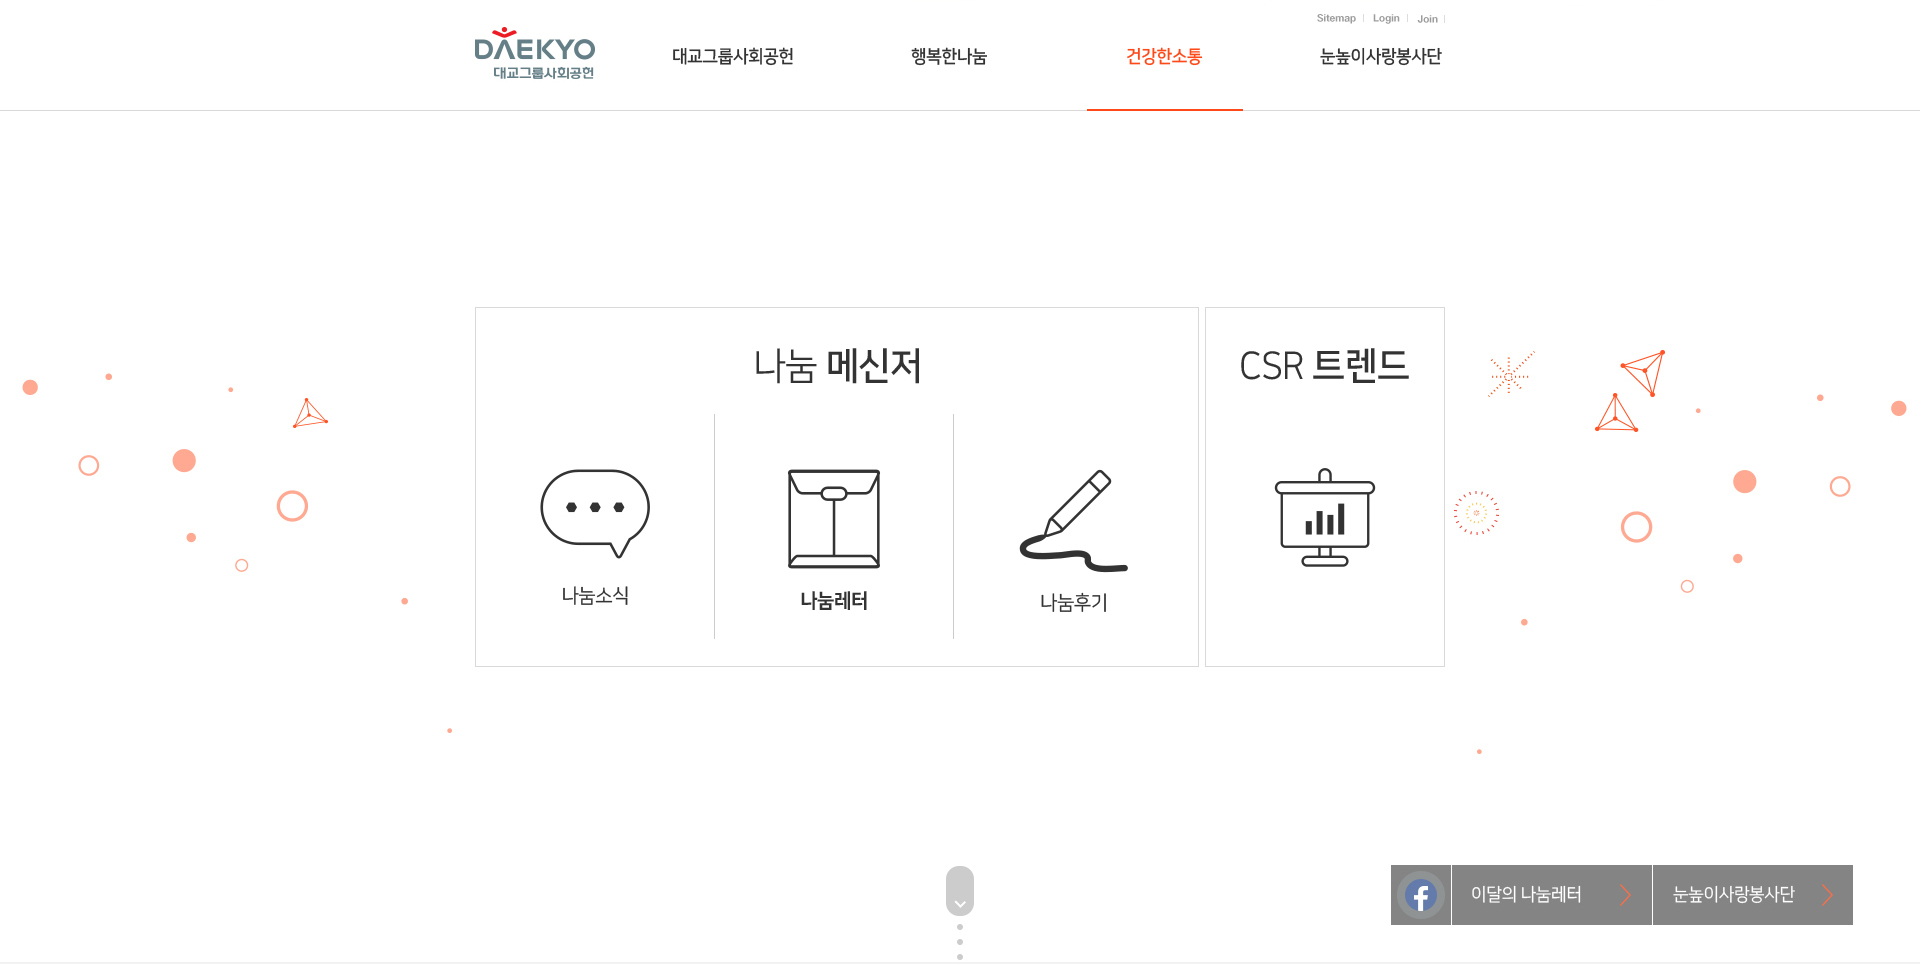 Sitemap Login Join
DAEKYO
대교그룹사회공헌
대교그룹사회공헌 행복한나눔 건강한소통 눈높이사랑봉사단
나눔 메신저
CSR 트렌드
나눔소식
나눔레터
나눔후기
f 이달의 나눔레터 눈높이사랑봉사단